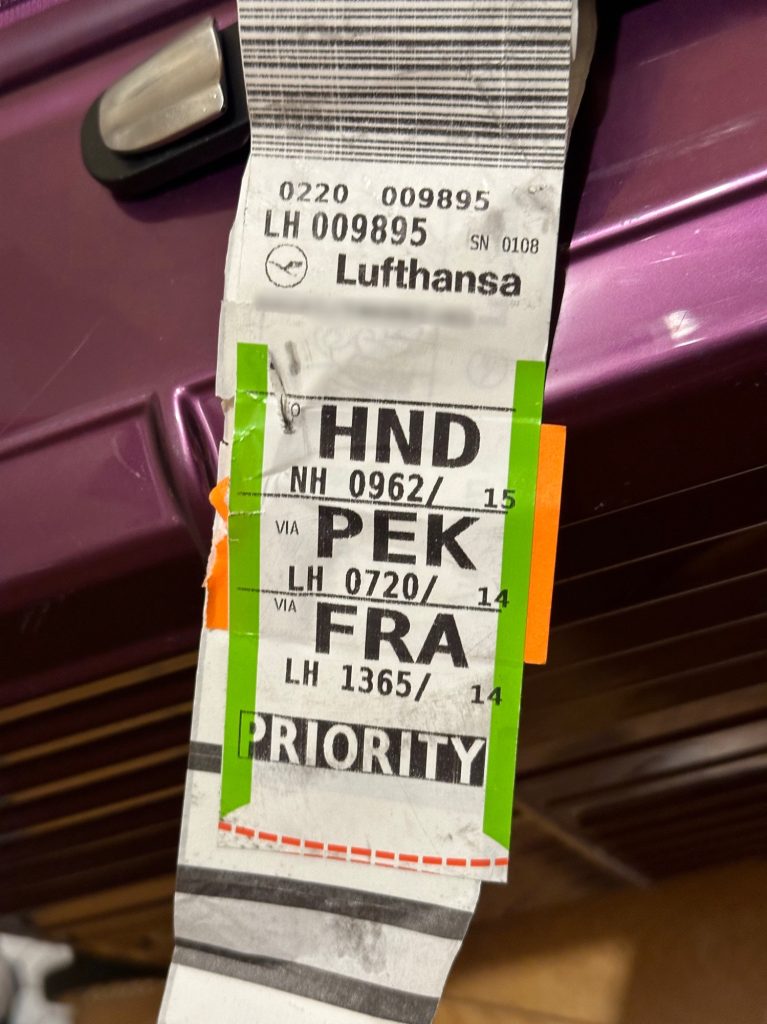 0220 009895
LH 009895 SN 0108
Lufthansa
HND
NH 0962/ 15
VIA PEK
LH 0720/ 14
VIA FRA
LH 1365/ 14
PRIORITY